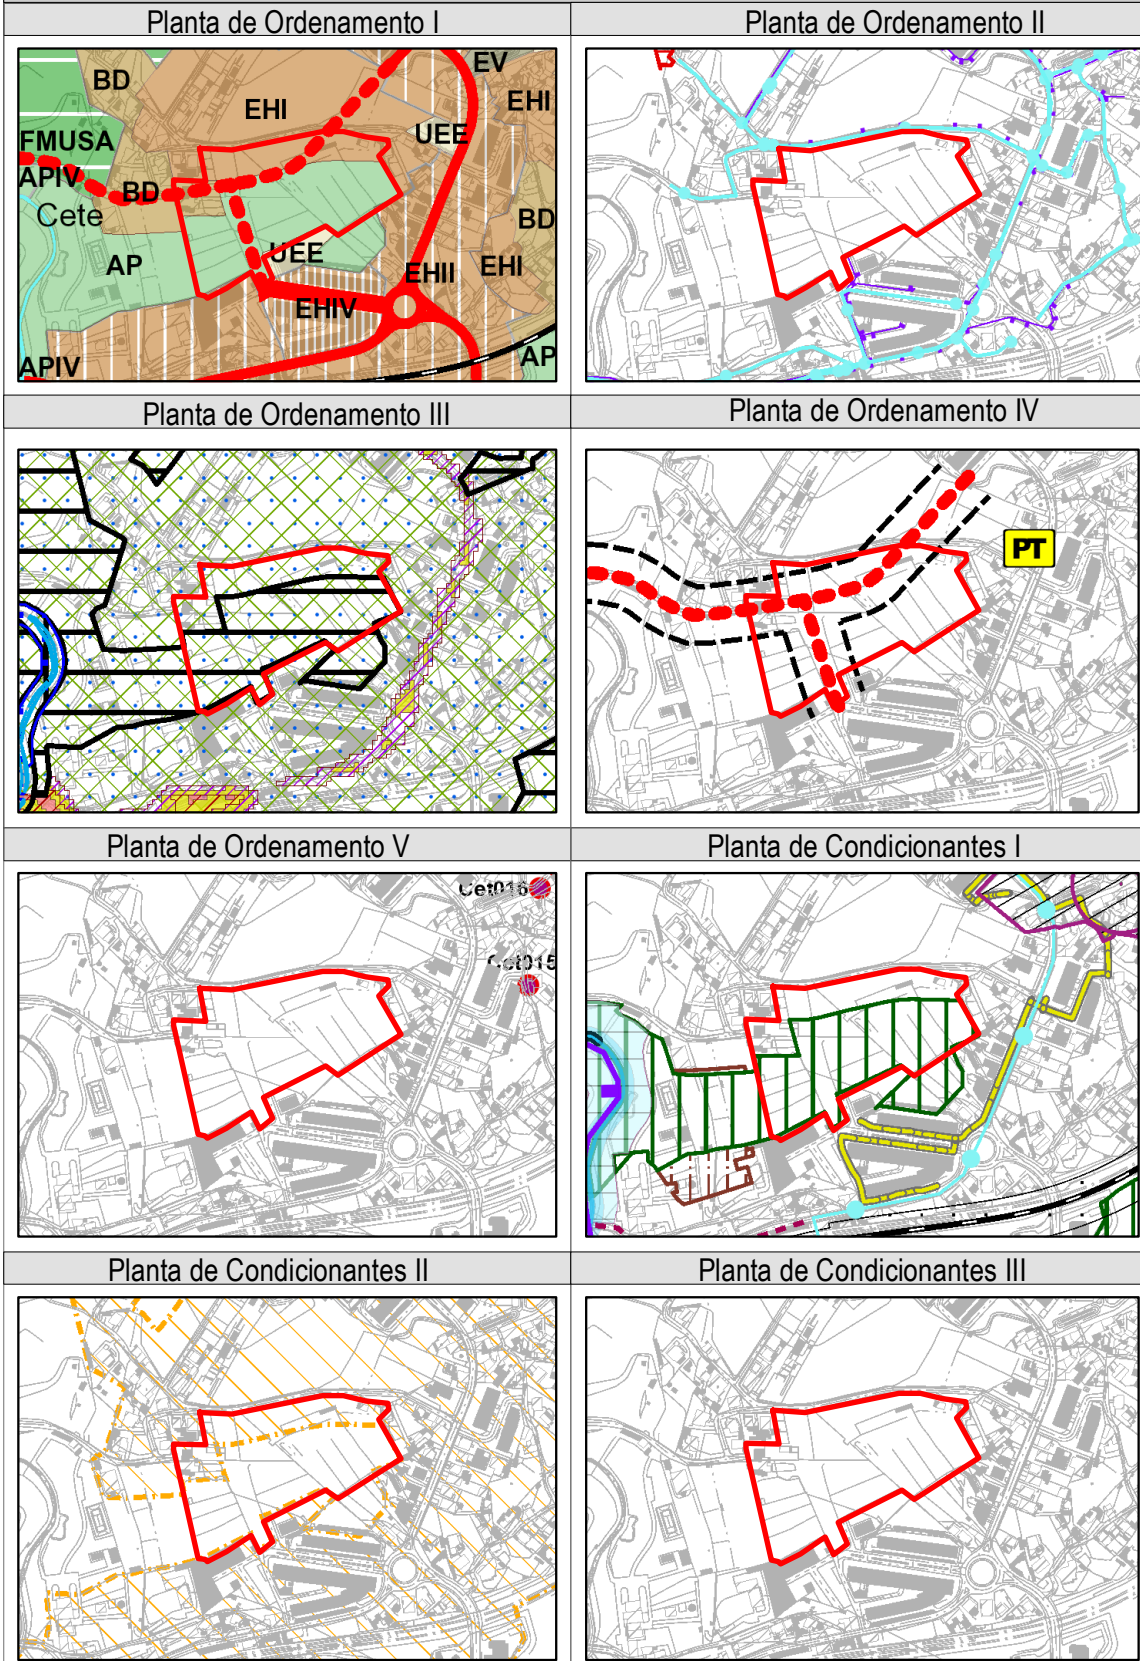 Planta de Ordenamento I
Planta de Ordenamento II
BD
EV
EHI
EHI
UEE
FMUSA
APIV
BD
Cete
BD
AP
UEE
EHII
EHI
EHIV
APIV
AP
Planta de Ordenamento III
Planta de Ordenamento IV
PT
Planta de Ordenamento V
Planta de Condicionantes I
Cet016
Cet015
Planta de Condicionantes II
Planta de Condicionantes III